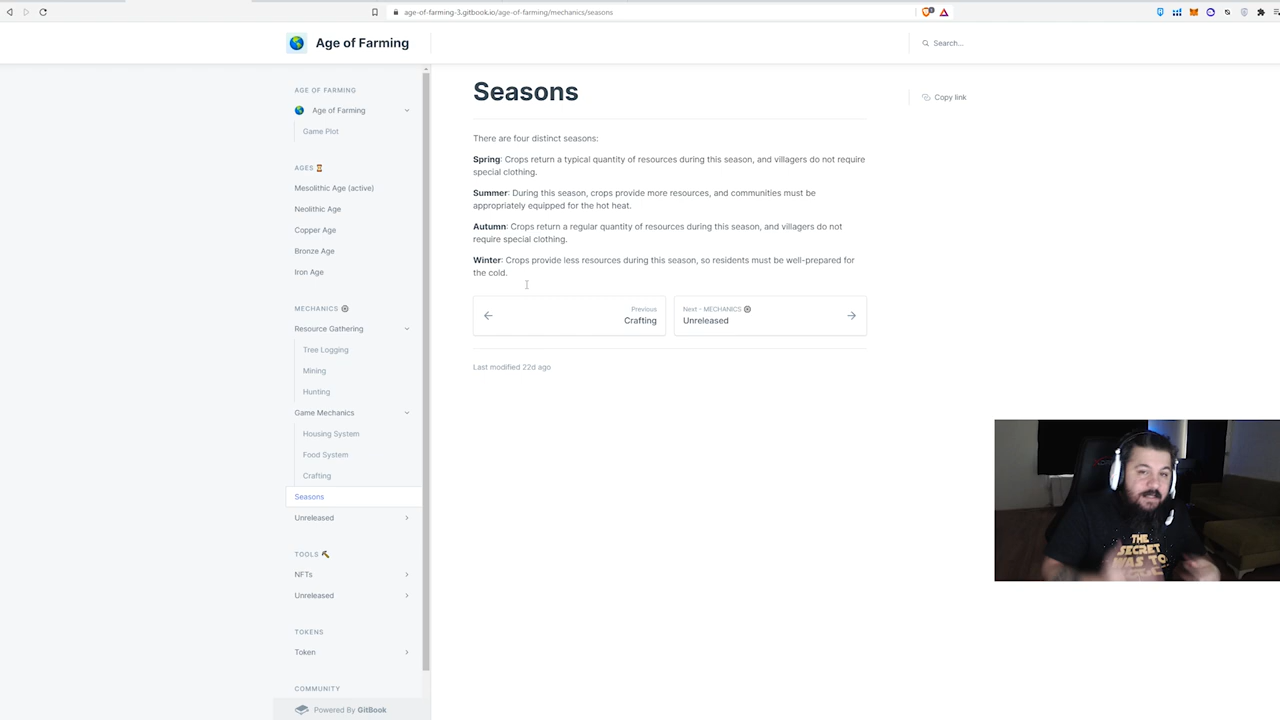 age-of-farming-3.gitbook.io/age-of-farming/mechanics/seasons
Age of Farming
Search...
AGE OF FARMING
Age of Farming
Game Plot
AGES
Mesolithic Age (active)
Neolithic Age
Copper Age
Bronze Age
Iron Age
MECHANICS
Resource Gathering
Tree Logging
Mining
Hunting
Game Mechanics
Housing System
Food System
Crafting
Seasons
Unreleased
TOOLS
NFTs
Unreleased
TOKENS
Token
COMMUNITY
Powered By GitBook
Seasons
Copy link
There are four distinct seasons:
Spring: Crops return a typical quantity of resources during this season, and villagers do not require
special clothing.
Summer: During this season, crops provide more resources, and communities must be
appropriately equipped for the hot heat.
Autumn: Crops return a regular quantity of resources during this season, and villagers do not
require special clothing.
Winter: Crops provide less resources during this season, so residents must be well-prepared for
the cold.
Previous
Crafting
Next - MECHANICS
Unreleased
Last modified 22d ago
THE
SECRET
WAS TO